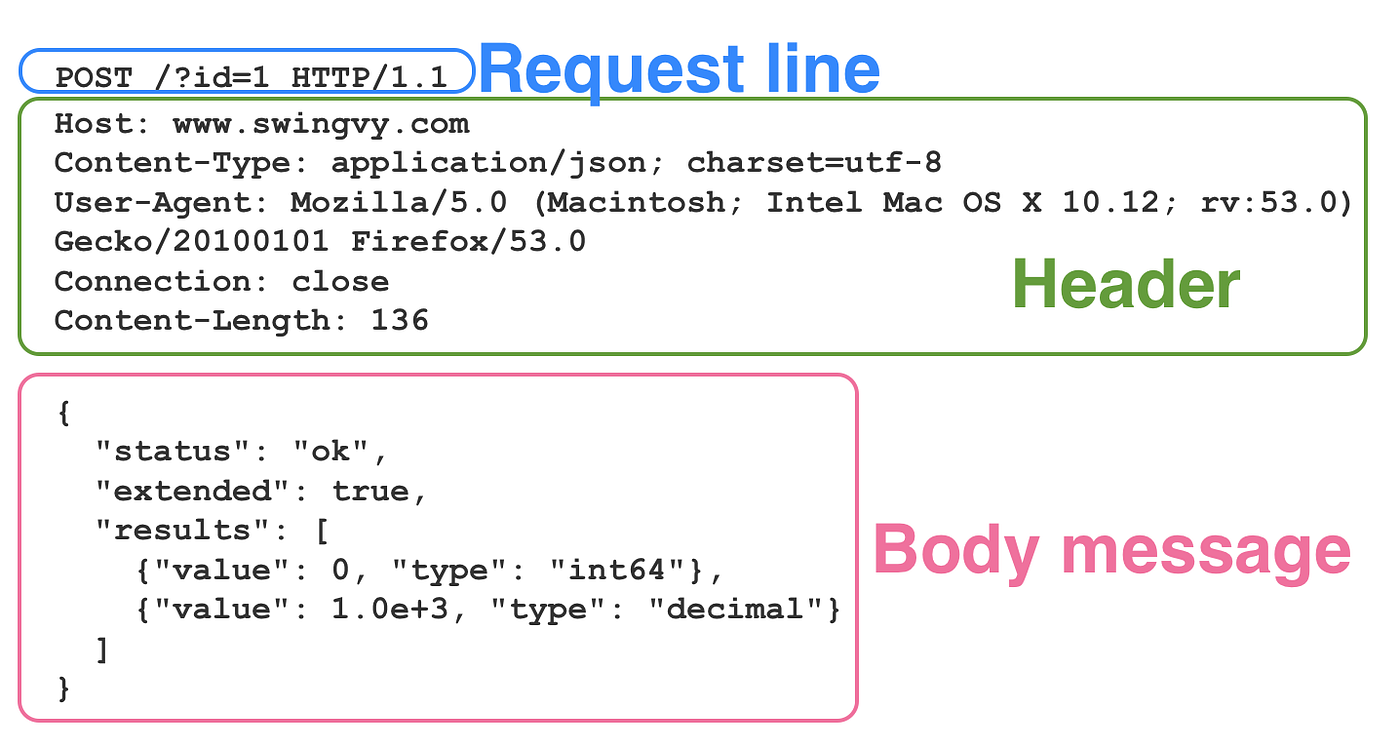 POST /?id=1 HTTP/1.1 Request line
Host: www.swingvy.com
Content-Type: application/json; charset=utf-8
User-Agent: Mozilla/5.0 (Macintosh; Intel Mac OS X 10.12; rv:53.0)
Gecko/20100101 Firefox/53.0
Connection: close
Header
Content-Length: 136
{
  "status": "ok",
  "extended": true,
  "results": [
    {"value": 0, "type": "int64"},
    {"value": 1.0e+3, "type": "decimal"}
  ]
}
Body message